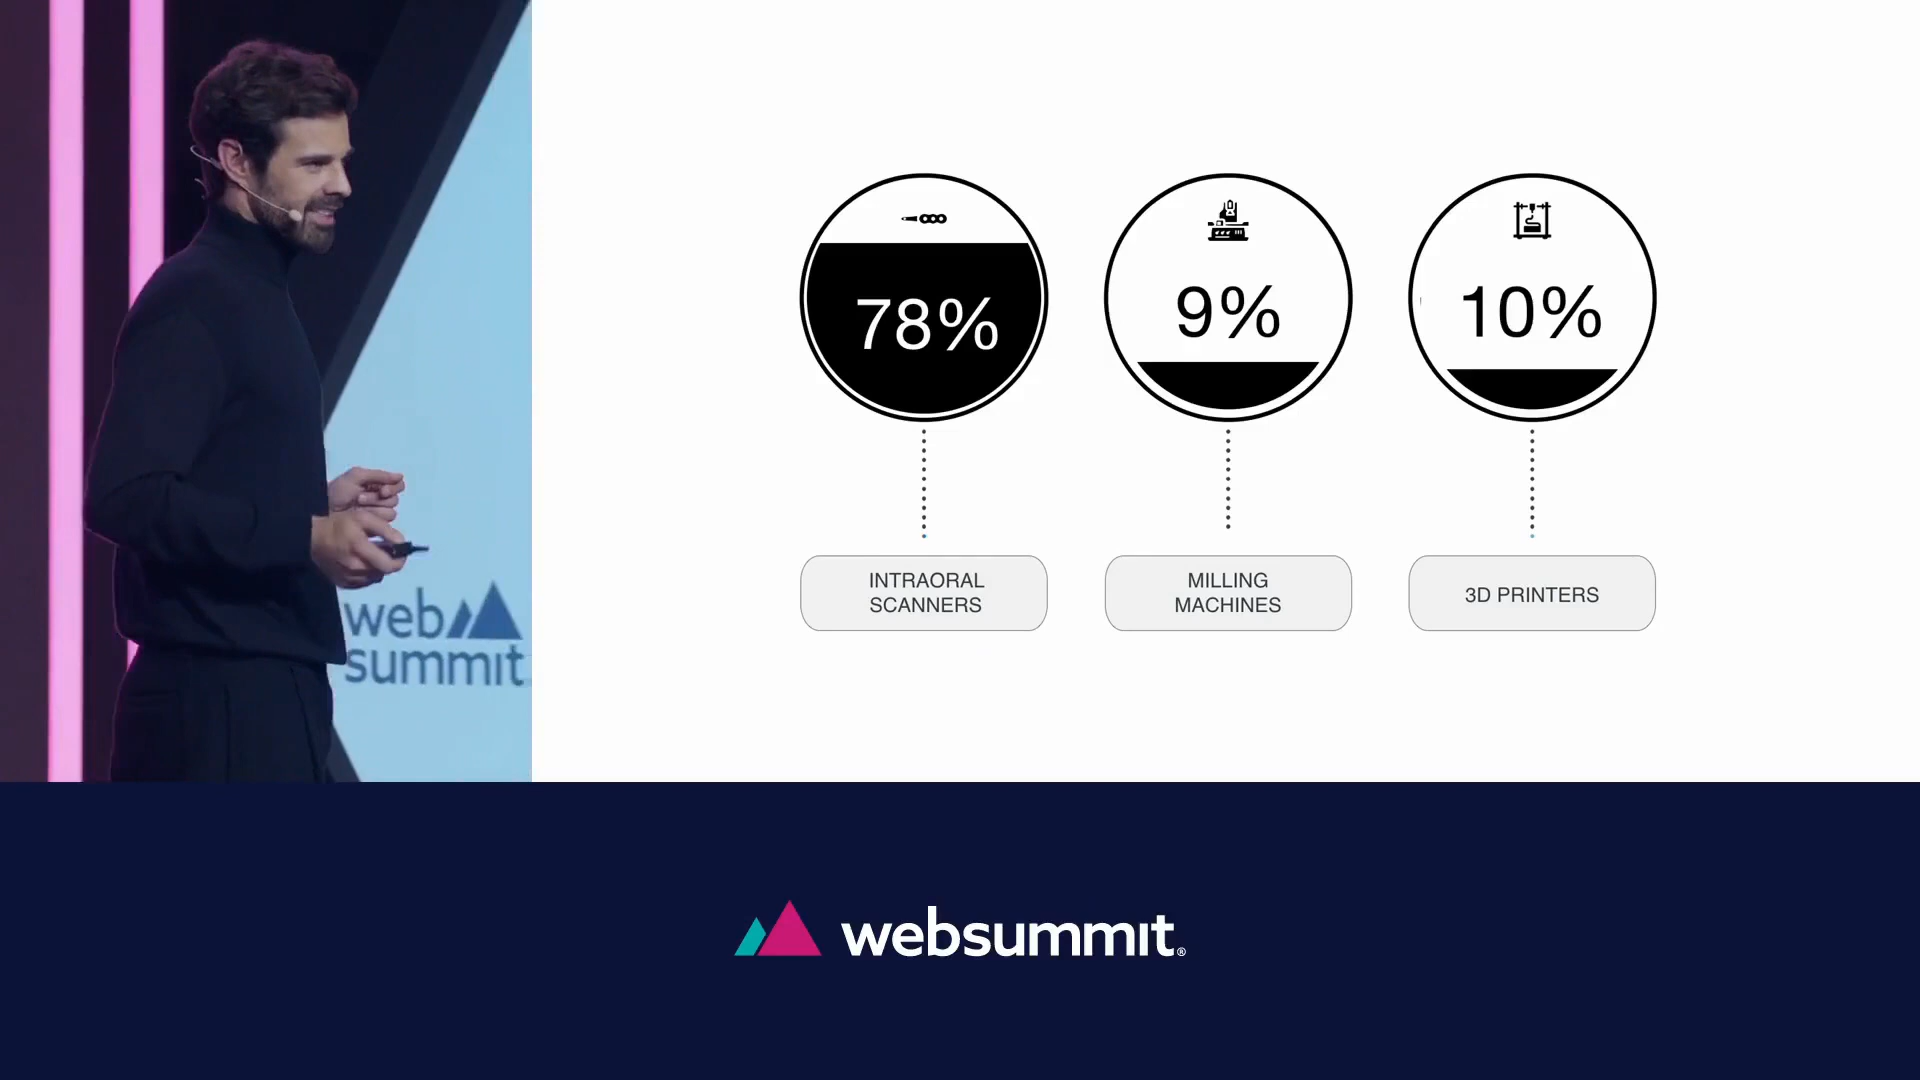 78%
9%
10%
INTRAORAL
SCANNERS
MILLING
MACHINES
3D PRINTERS
web
summit
websummit®